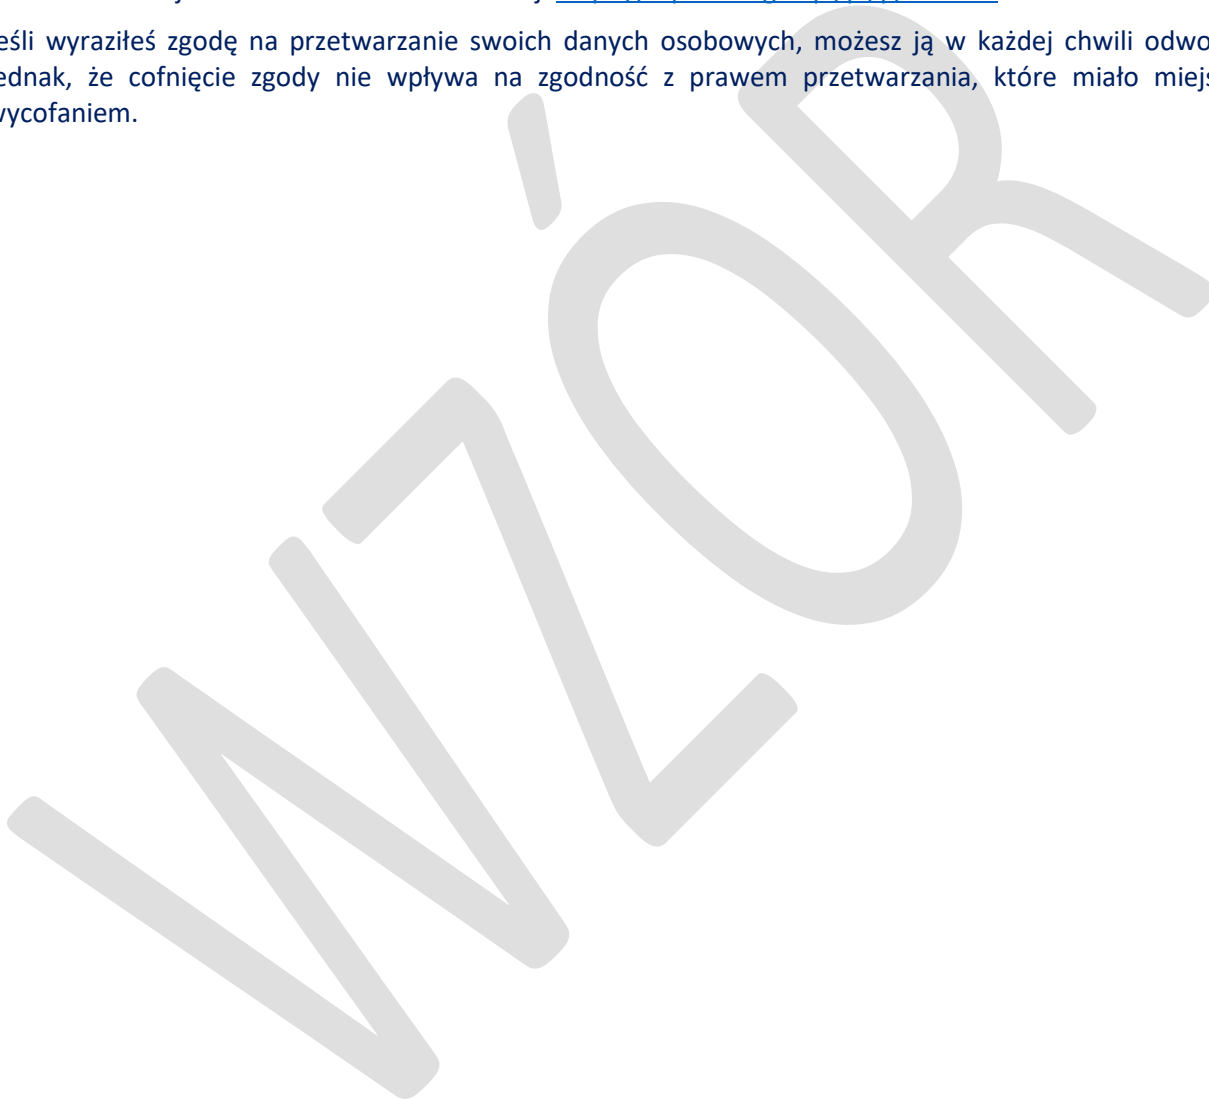 eśli wyraziłeś zgodę na przetwarzanie swoich danych osobowych, możesz ją w każdej chwili odwo
ednak, że cofnięcie zgody nie wpływa na zgodność z prawem przetwarzania, które miało miejs
wycofaniem.
WZÓR